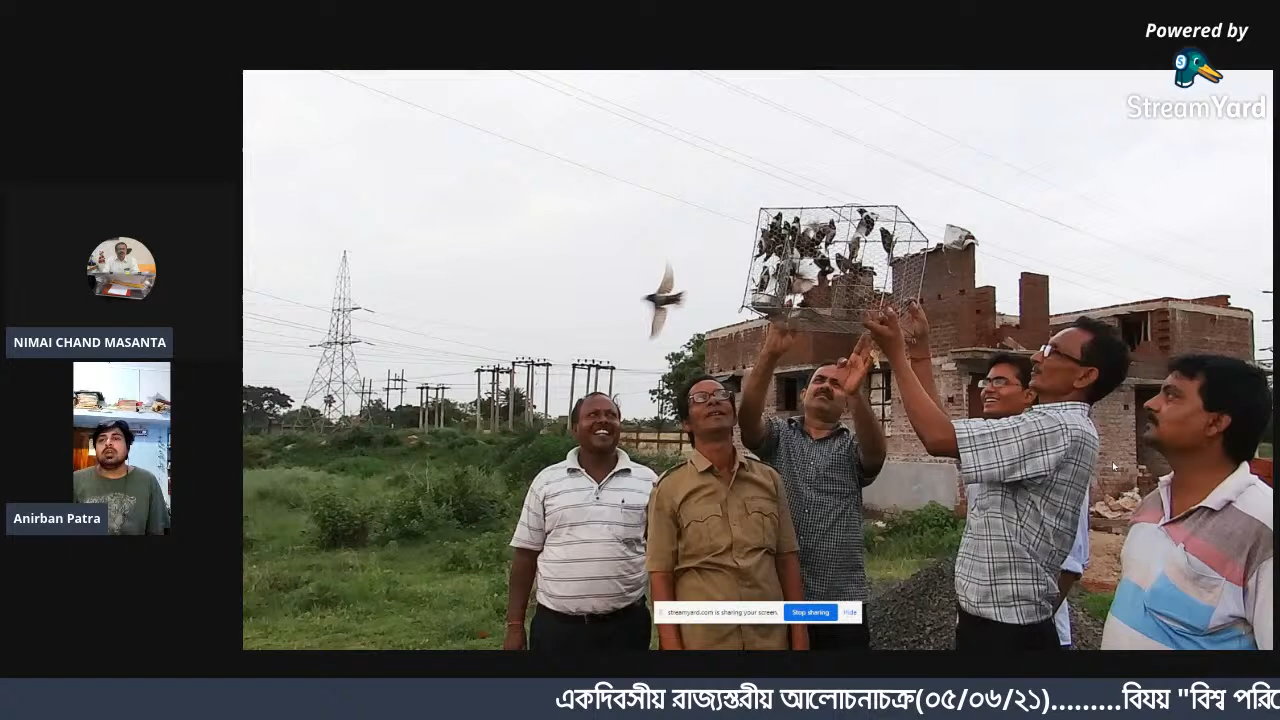 Powered by
StreamYard
NIMAI CHAND MASANTA
Anirban Patra
streamyard.com is sharing your screen.
Stop sharing
Hide
একদিবসীয় রাজ্যস্তরীয় আলোচনাচক্র(০৫/০৬/২১).........বিষয় "বিশ্ব